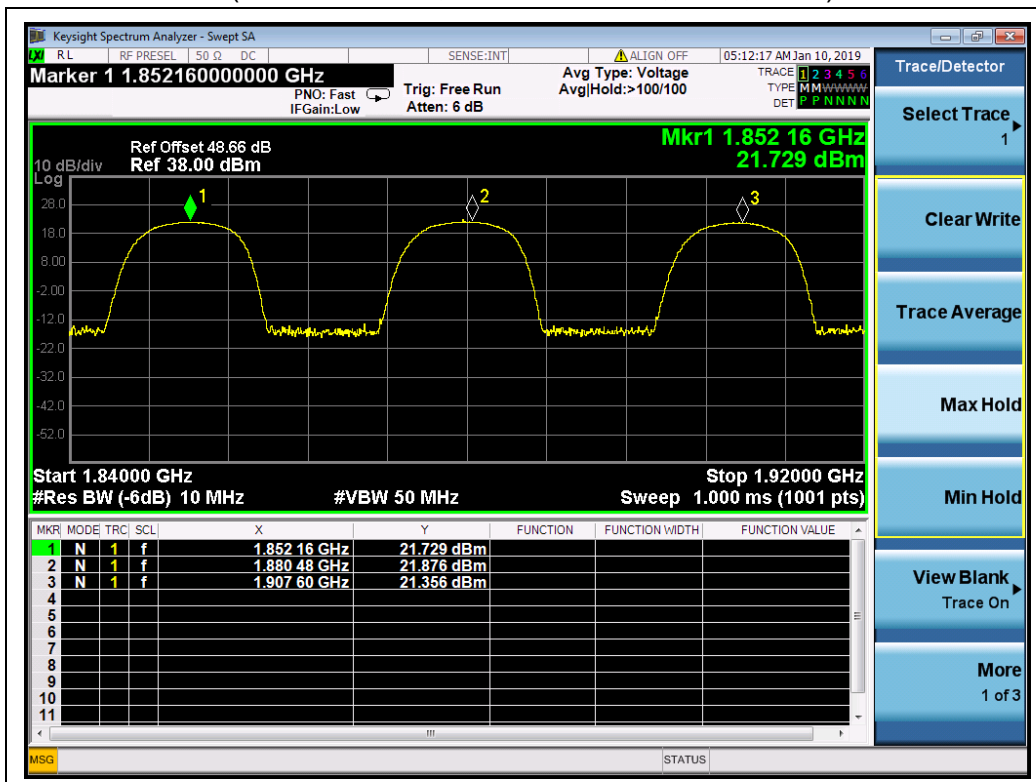 Keysight Spectrum Analyzer - Swept SA
LXI RL RF PRESEL 50 Ω DC SENSE:INT ALIGN OFF 05:12:17 AM Jan 10, 2019
Marker 1 1.852160000000 GHz
PNO: Fast
IFGain:Low
Trig: Free Run
Atten: 6 dB
Avg Type: Voltage
Avg|Hold:>100/100
TRACE 1 2 3 4 5 6
TYPE M M W W W W
DET P P N N N N
Mkr1 1.852 16 GHz
21.729 dBm
Ref Offset 48.66 dB
10 dB/div Ref 38.00 dBm
Log
28.0
18.0
8.00
-2.00
-12.0
-22.0
-32.0
-42.0
-52.0
1
2
3
Start 1.84000 GHz Stop 1.92000 GHz
#Res BW (-6dB) 10 MHz #VBW 50 MHz Sweep 1.000 ms (1001 pts)
MKR MODE TRC SCL X Y FUNCTION FUNCTION WIDTH FUNCTION VALUE
1 N 1 f 1.852 16 GHz 21.729 dBm
2 N 1 f 1.880 48 GHz 21.876 dBm
3 N 1 f 1.907 60 GHz 21.356 dBm
4
5
6
7
8
9
10
11
MSG STATUS
Trace/Detector
Select Trace
1
Clear Write
Trace Average
Max Hold
Min Hold
View Blank
Trace On
More
1 of 3